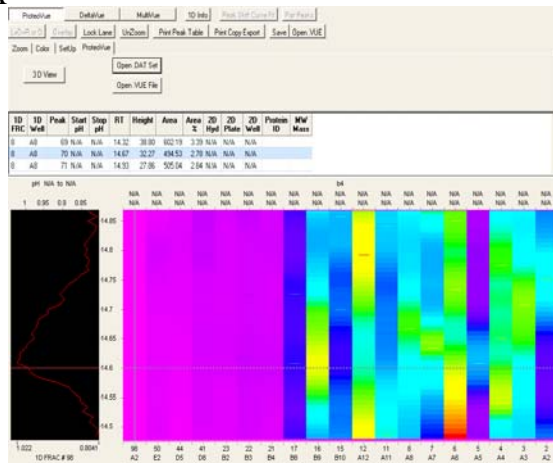 ProteoVue DeltaVue MultiVue 1D Info Peak Shift Curve Fit
Overlay Lock Lane UnZoom Print Peak Table Print Copy Export Save Open VUE
Zoom Color SetUp ProteoVue
3D View Open .DAT Set
Open .VUE File
1D FRC 1D Well Peak Start pH Stop pH RT Height Area Area % 2D Hyd 2D Plate 2D Well Protein ID MW Mass
8 A8 69 N/A N/A 14.32 38.80 602.19 3.39 N/A N/A N/A
8 A8 70 N/A N/A 14.67 32.27 494.53 2.78 N/A N/A N/A
8 A8 71 N/A N/A 14.93 27.06 505.04 2.84 N/A N/A N/A
pH N/A to N/A b4
N/A N/A N/A N/A N/A N/A N/A N/A N/A N/A N/A N/A N/A N/A N/A N/A N/A N/A N/A
N/A N/A N/A N/A N/A N/A N/A N/A N/A N/A N/A N/A N/A N/A N/A N/A N/A N/A N/A
1 0.95 0.9 0.85
14.85
14.8
14.75
14.7
14.65
14.6
14.55
14.5
1.022 0.8041
98 50 44 41 23 22 21 17 16 15 12 11 8 7 6 5 4 3 2
1D FRAC # 98 A2 E2 D5 D8 B2 B3 B4 B8 B9 B10 A12 A11 A8 A7 A6 A5 A4 A3 A2